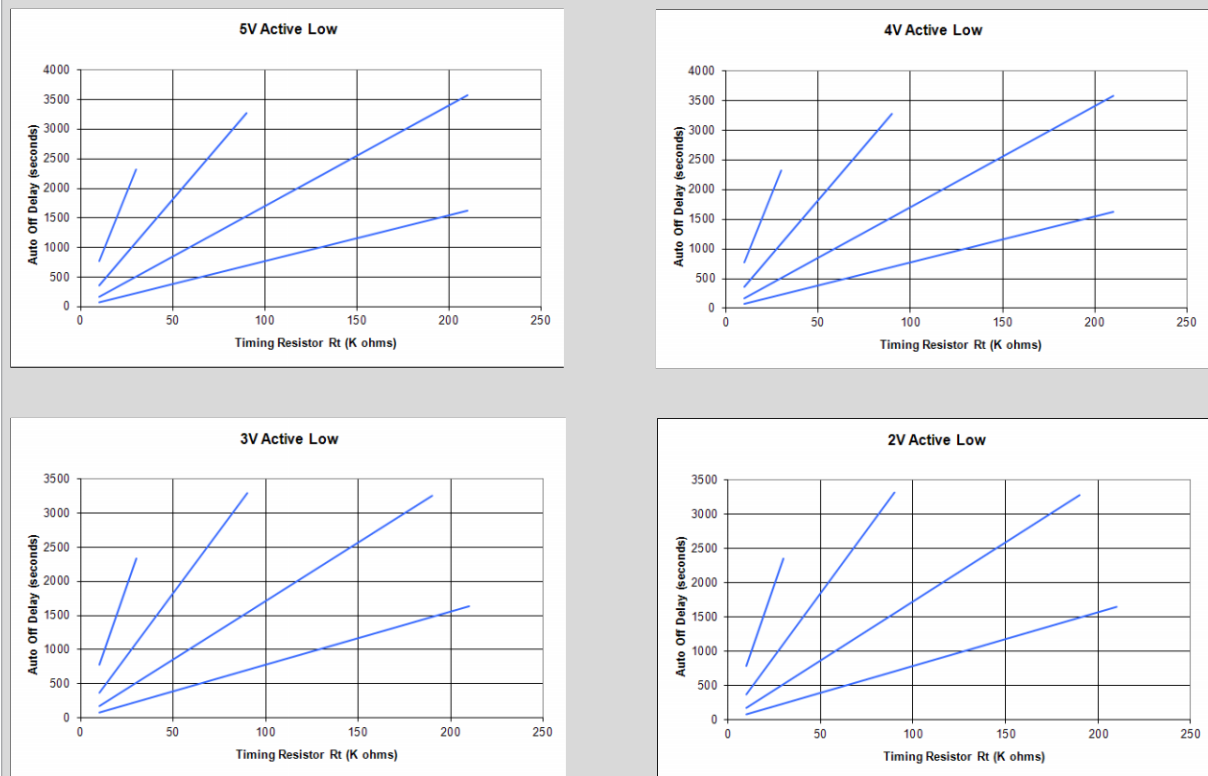 5V Active Low
4000
3500
3000
2500
2000
1500
1000
500
0
Auto Off Delay (seconds)
0 50 100 150 200 250
Timing Resistor Rt (K ohms)
4V Active Low
4000
3500
3000
2500
2000
1500
1000
500
0
Auto Off Delay (seconds)
0 50 100 150 200 250
Timing Resistor Rt (K ohms)
3V Active Low
3500
3000
2500
2000
1500
1000
500
0
Auto Off Delay (seconds)
0 50 100 150 200 250
Timing Resistor Rt (K ohms)
2V Active Low
3500
3000
2500
2000
1500
1000
500
0
Auto Off Delay (seconds)
0 50 100 150 200 250
Timing Resistor Rt (K ohms)